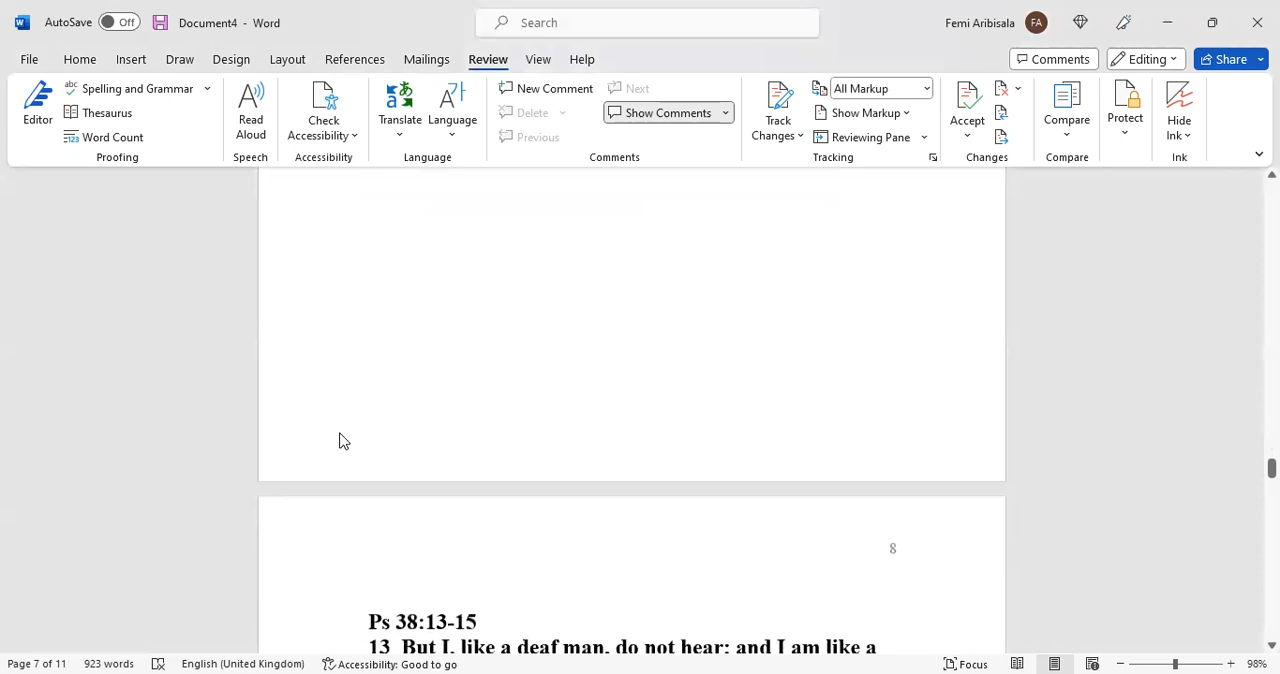 AutoSave Off Document4 - Word Search Femi Aribisala FA
File Home Insert Draw Design Layout References Mailings Review View Help Comments Editing Share
Editor
Spelling and Grammar
Thesaurus
Word Count
Proofing
Read Aloud
Speech
Check Accessibility
Accessibility
Translate
Language
Language
New Comment
Delete
Previous
Next
Show Comments
Comments
Track Changes
All Markup
Show Markup
Reviewing Pane
Tracking
Accept
Changes
Compare
Compare
Protect
Hide Ink
Ink
8
Ps 38:13-15
13 But I, like a deaf man, do not hear; and I am like a
Page 7 of 11 923 words English (United Kingdom) Accessibility: Good to go Focus 98%